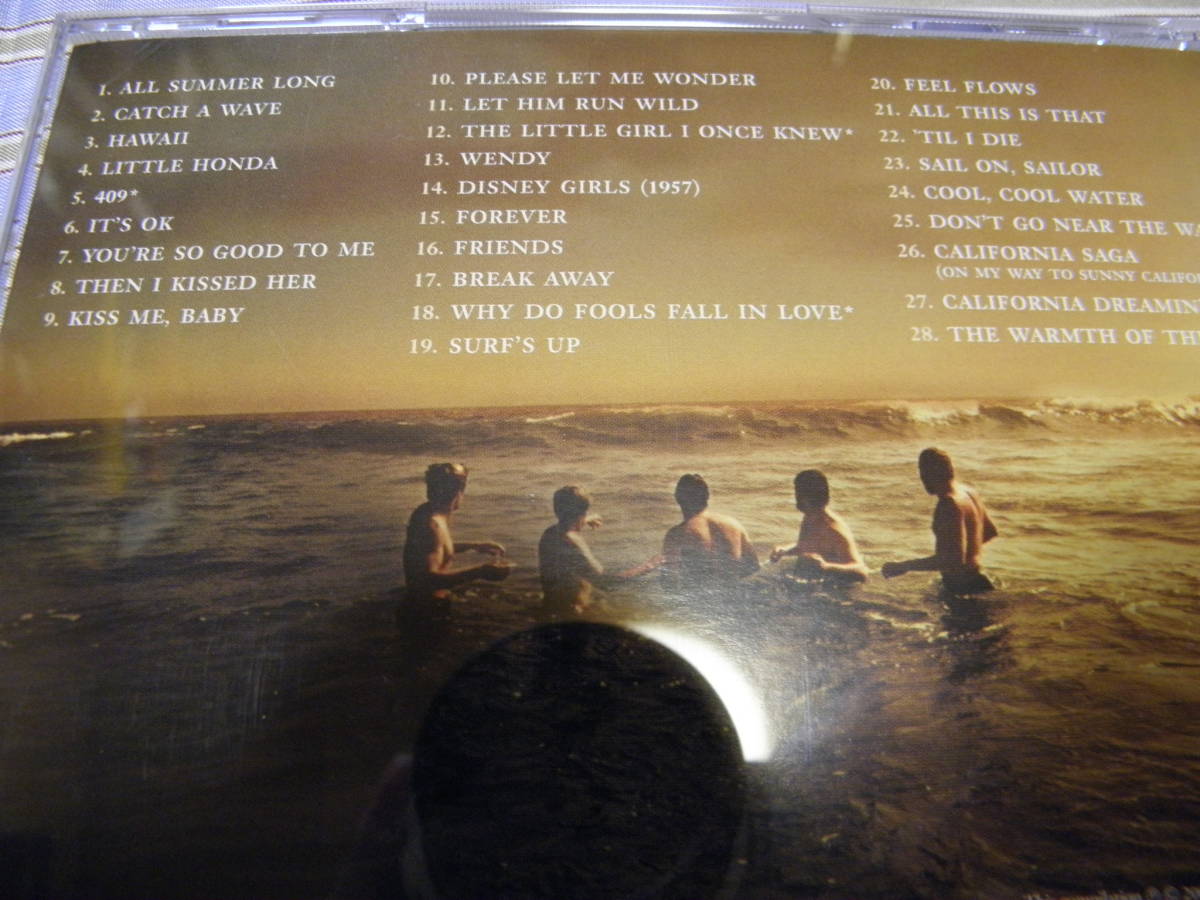 1. ALL SUMMER LONG
2. CATCH A WAVE
3. HAWAII
4. LITTLE HONDA
5. 409*
6. IT'S OK
7. YOU'RE SO GOOD TO ME
8. THEN I KISSED HER
9. KISS ME, BABY
10. PLEASE LET ME WONDER
11. LET HIM RUN WILD
12. THE LITTLE GIRL I ONCE KNEW*
13. WENDY
14. DISNEY GIRLS (1957)
15. FOREVER
16. FRIENDS
17. BREAK AWAY
18. WHY DO FOOLS FALL IN LOVE*
19. SURF'S UP
20. FEEL FLOWS
21. ALL THIS IS THAT
22. 'TIL I DIE
23. SAIL ON, SAILOR
24. COOL, COOL WATER
25. DON'T GO NEAR THE
26. CALIFORNIA SAGA
(ON MY WAY TO SUNNY
27. CALIFORNIA DREAMIN
28. THE WARMTH OF